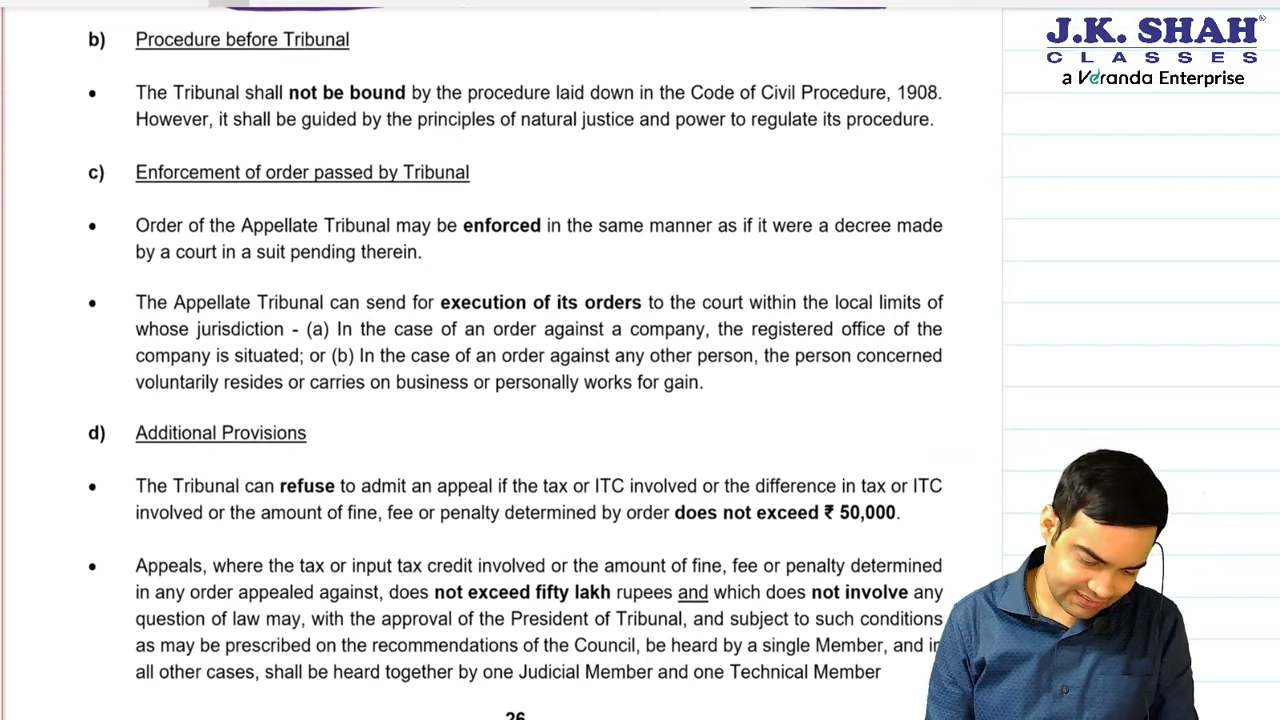 J.K. SHAH®
CLASSES
a Veranda Enterprise
b) Procedure before Tribunal
• The Tribunal shall not be bound by the procedure laid down in the Code of Civil Procedure, 1908.
However, it shall be guided by the principles of natural justice and power to regulate its procedure.
c) Enforcement of order passed by Tribunal
• Order of the Appellate Tribunal may be enforced in the same manner as if it were a decree made
by a court in a suit pending therein.
• The Appellate Tribunal can send for execution of its orders to the court within the local limits of
whose jurisdiction - (a) In the case of an order against a company, the registered office of the
company is situated; or (b) In the case of an order against any other person, the person concerned
voluntarily resides or carries on business or personally works for gain.
d) Additional Provisions
• The Tribunal can refuse to admit an appeal if the tax or ITC involved or the difference in tax or ITC
involved or the amount of fine, fee or penalty determined by order does not exceed ₹ 50,000.
• Appeals, where the tax or input tax credit involved or the amount of fine, fee or penalty determined
in any order appealed against, does not exceed fifty lakh rupees and which does not involve any
question of law may, with the approval of the President of Tribunal, and subject to such conditions
as may be prescribed on the recommendations of the Council, be heard by a single Member, and in
all other cases, shall be heard together by one Judicial Member and one Technical Member
26